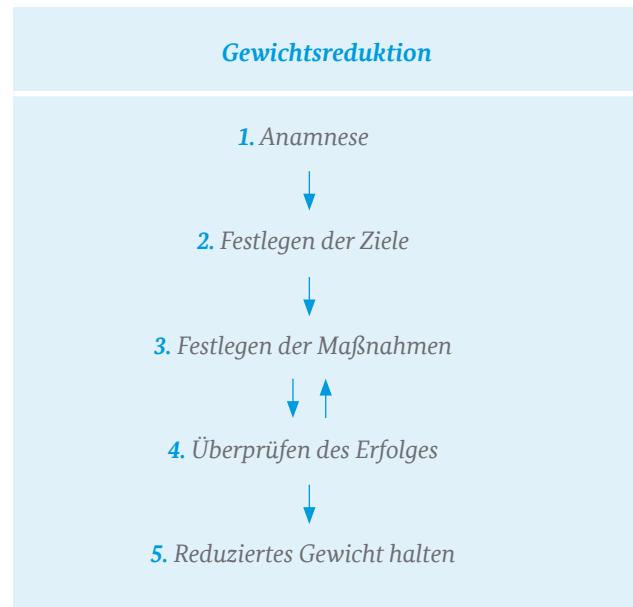 Gewichtsreduktion
1. Anamnese
2. Festlegen der Ziele
3. Festlegen der Maßnahmen
4. Überprüfen des Erfolges
5. Reduziertes Gewicht halten